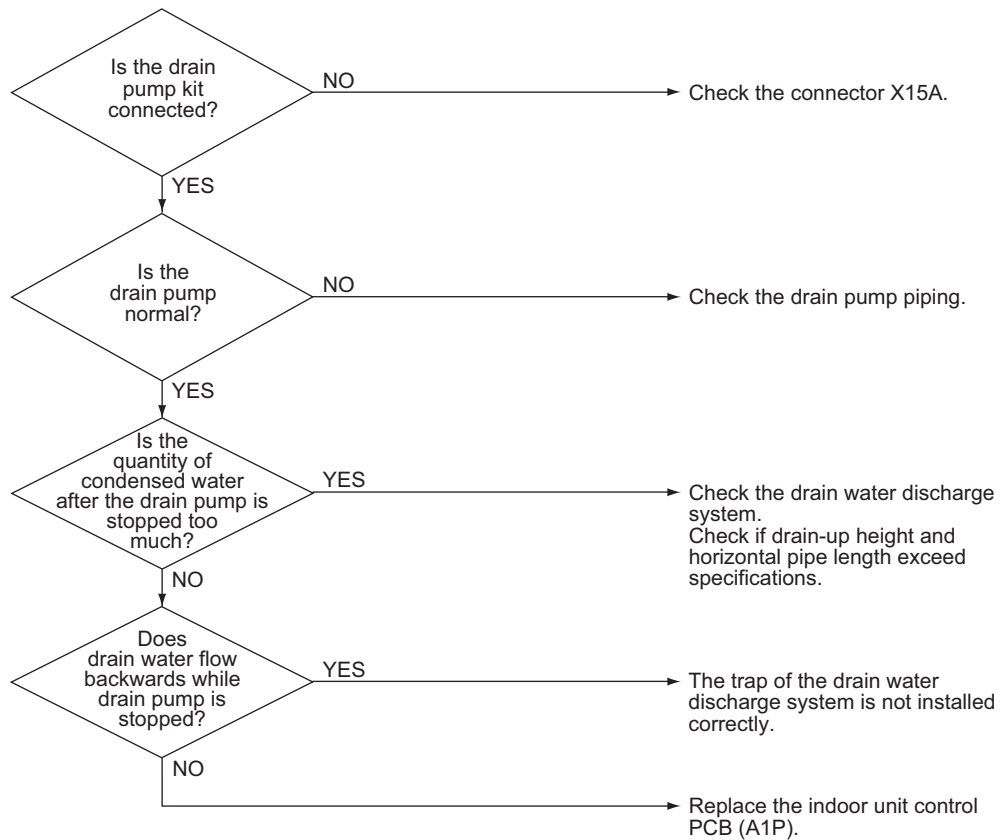 Is the drain
pump kit
connected?
NO
Check the connector X15A.
YES
Is the
drain pump
normal?
NO
Check the drain pump piping.
YES
Is the
quantity of
condensed water
after the drain pump is
stopped too
much?
YES
Check the drain water discharge
system.
Check if drain-up height and
horizontal pipe length exceed
specifications.
NO
Does
drain water flow
backwards while
drain pump is
stopped?
YES
The trap of the drain water
discharge system is not installed
correctly.
NO
Replace the indoor unit control
PCB (A1P).